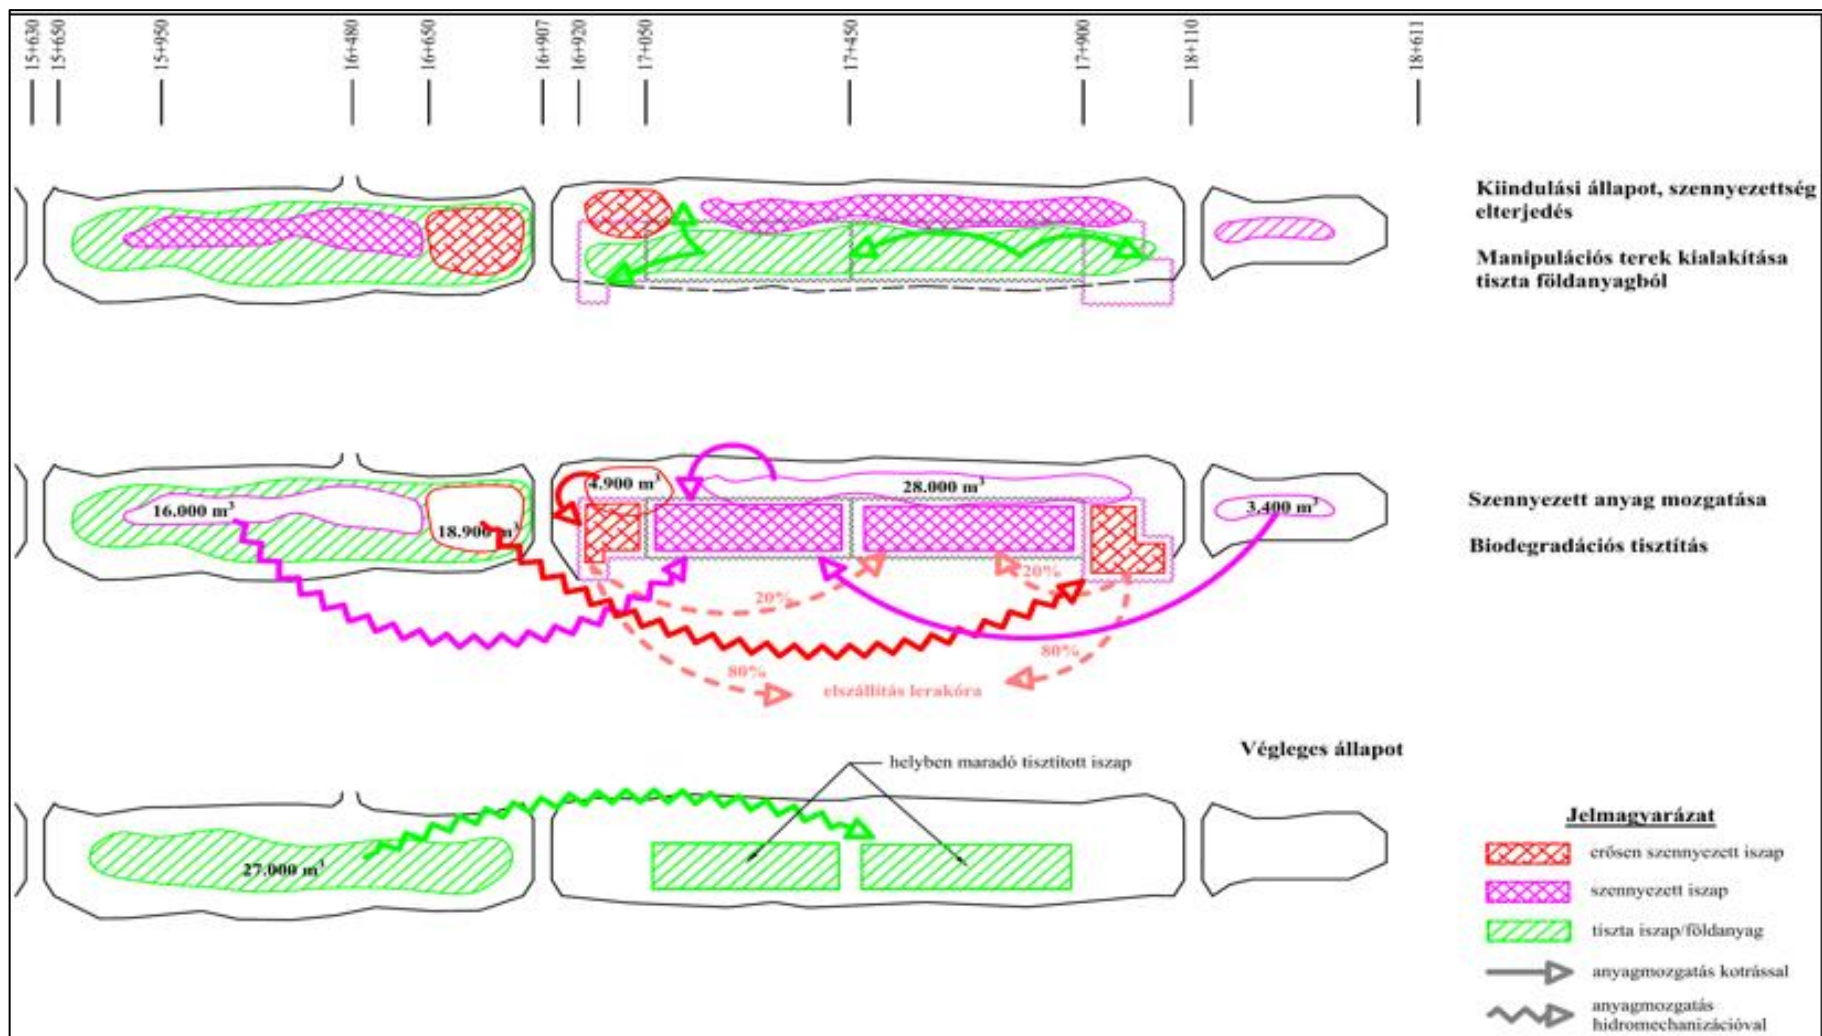 15+630
15+650
15+950
16+480
16+650
16+907
16+920
17+050
17+450
17+900
18+110
18+611
Kiindulási állapot, szennyezettség
elterjedés
Manipulációs terek kialakítása
tiszta földanyagból
16.000 m³
18.900 m³
4.900 m³
28.000 m³
3.400 m³
Szennyezett anyag mozgatása
Biodegradációs tisztítás
20%
20%
80%
80%
elszállítás lerakóra
Végleges állapot
helyben maradó tisztított iszap
27.000 m³
Jelmagyarázat
erősen szennyezett iszap
szennyezett iszap
tiszta iszap/földanyag
anyagmozgatás kotrással
anyagmozgatás
hidromechanizációval